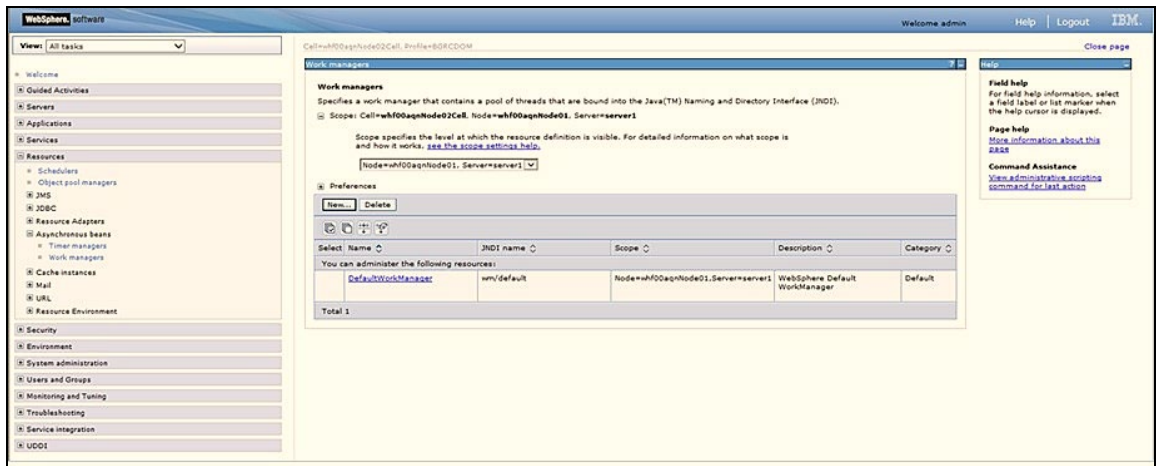 WebSphere. software
Welcome admin
Help | Logout
IBM.
View: All tasks
Cell=whf00aqnNode02Cell, Profile=BORCDOM
Close page
Welcome
Guided Activities
Servers
Applications
Services
Resources
Schedulers
Object pool managers
JMS
JDBC
Resource Adapters
Asynchronous beans
Timer managers
Work managers
Cache instances
Mail
URL
Resource Environment
Security
Environment
System administration
Users and Groups
Monitoring and Tuning
Troubleshooting
Service integration
UDDI
Work managers
Work managers
Specifies a work manager that contains a pool of threads that are bound into the Java(TM) Naming and Directory Interface (JNDI).
Scope: Cell=whf00aqnNode02Cell, Node=whf00aqnNode01, Server=server1
Scope specifies the level at which the resource definition is visible. For detailed information on what scope is
and how it works, see the scope settings help.
Node=whf00aqnNode01, Server=server1
Preferences
New... Delete
Select Name JNDI name Scope Description Category
You can administer the following resources:
DefaultWorkManager wm/default Node=whf00aqnNode01,Server=server1 WebSphere Default Default
WorkManager
Total 1
Help
Field help
For field help information, select
a field label or list marker when
the help cursor is displayed.
Page help
More information about this
page
Command Assistance
View administrative scripting
command for last action